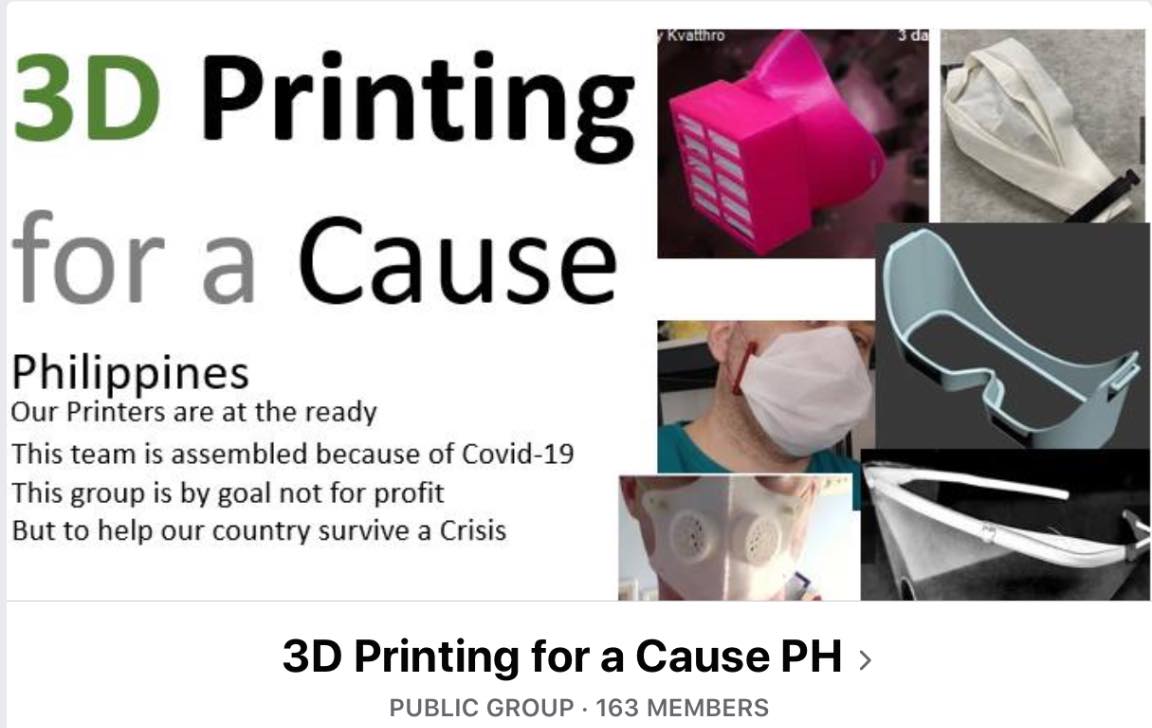 3D Printing
for a Cause
Philippines
Our Printers are at the ready
This team is assembled because of Covid-19
This group is by goal not for profit
But to help our country survive a Crisis
y Kvatthro
3 da
3D Printing for a Cause PH
PUBLIC GROUP · 163 MEMBERS